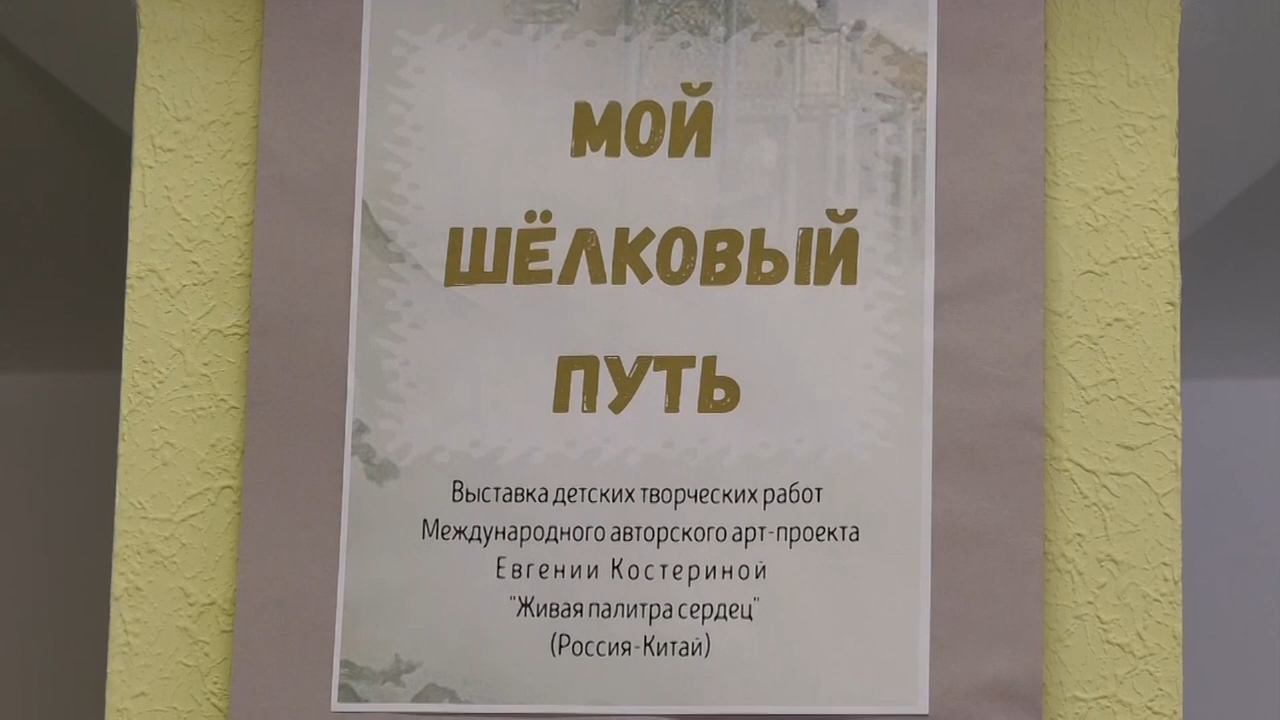 МОЙ
ШЁЛКОВЫЙ
ПУТЬ
Выставка детских творческих работ
Международного авторского арт-проекта
Евгении Костериной
"Живая палитра сердец"
(Россия-Китай)